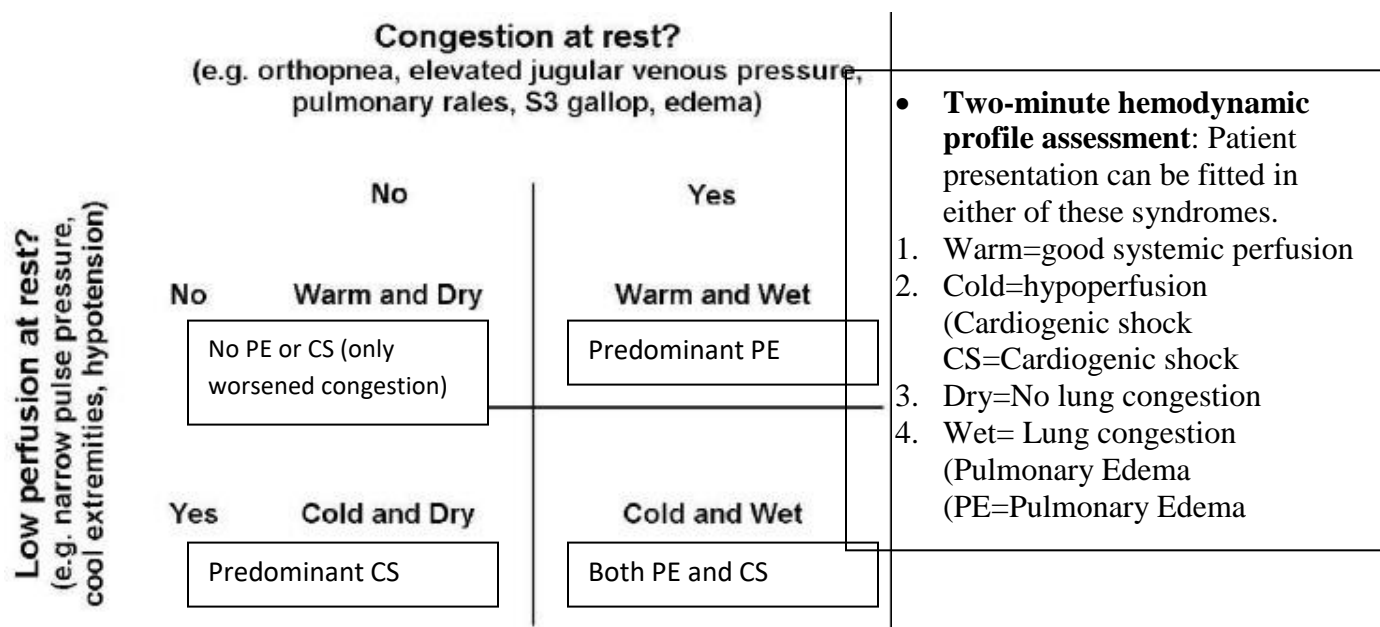 Congestion at rest?
(e.g. orthopnea, elevated jugular venous pressure,
pulmonary rales, S3 gallop, edema)
Low perfusion at rest?
(e.g. narrow pulse pressure,
cool extremities, hypotension)
No
Yes
No
Warm and Dry
Warm and Wet
No PE or CS (only
worsened congestion)
Predominant PE
Yes
Cold and Dry
Cold and Wet
Predominant CS
Both PE and CS
• Two-minute hemodynamic
profile assessment: Patient
presentation can be fitted in
either of these syndromes.
1. Warm=good systemic perfusion
2. Cold=hypoperfusion
(Cardiogenic shock
CS=Cardiogenic shock
3. Dry=No lung congestion
4. Wet= Lung congestion
(Pulmonary Edema
(PE=Pulmonary Edema